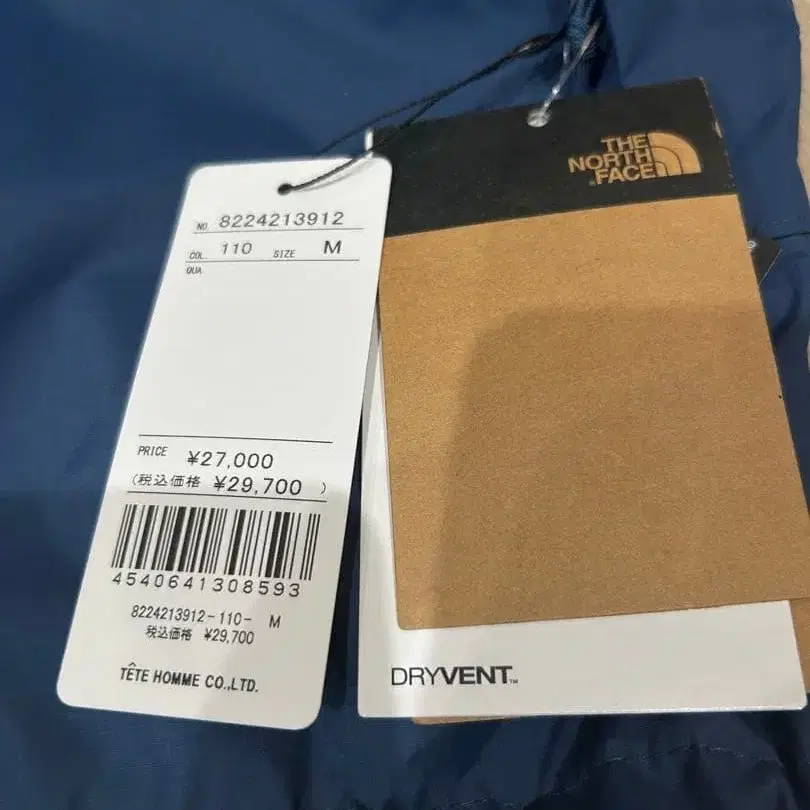 NO. 8224213912
COL. 110 SIZE M
QUA
PRICE ¥27,000
(税込価格 ¥29,700 )
4540641308593
8224213912-110- M
税込価格 ¥29,700
TÊTE HOMME CO.,LTD.
THE
NORTH
FACE
DRYVENT™